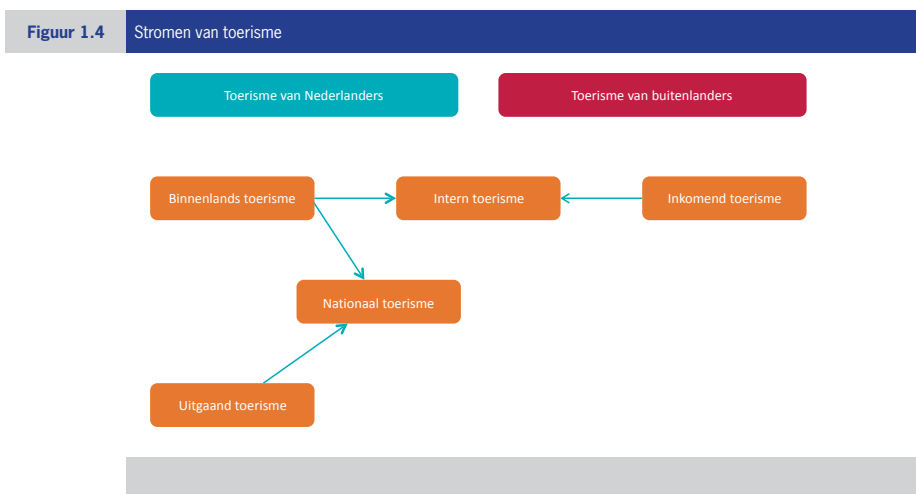 Figuur 1.4 Stromen van toerisme
Toerisme van Nederlanders Toerisme van buitenlanders
Binnenlands toerisme Intern toerisme Inkomend toerisme
Nationaal toerisme
Uitgaand toerisme